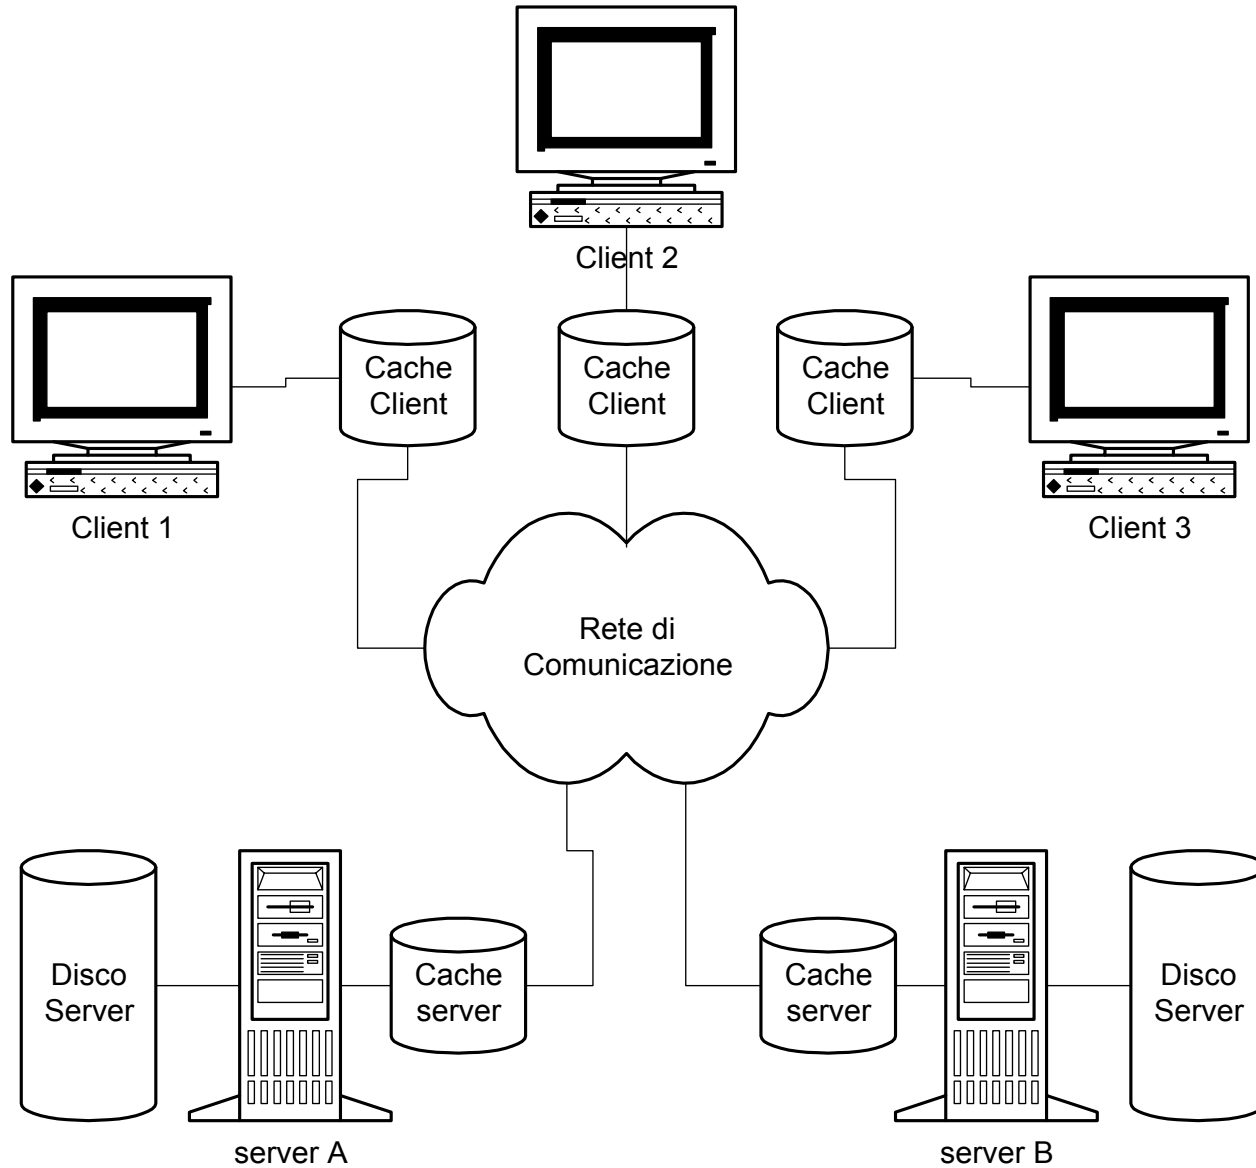 Client 2
Cache
Client
Cache
Client
Cache
Client
Client 1
Client 3
Rete di
Comunicazione
Disco
Server
Cache
server
Cache
server
Disco
Server
server A
server B